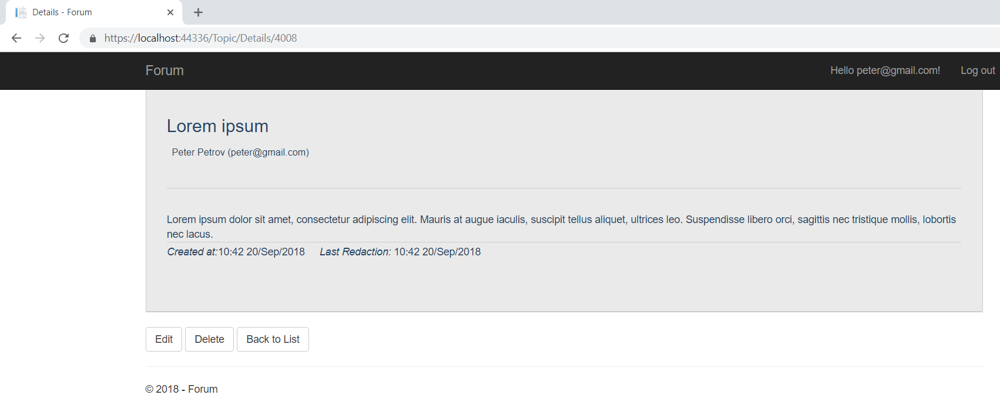 Details - Forum
https://localhost:44336/Topic/Details/4008
Forum Hello peter@gmail.com! Log out
Lorem ipsum
Peter Petrov (peter@gmail.com)
Lorem ipsum dolor sit amet, consectetur adipiscing elit. Mauris at augue iaculis, suscipit tellus aliquet, ultrices leo. Suspendisse libero orci, sagittis nec tristique mollis, lobortis
nec lacus.
Created at:10:42 20/Sep/2018 Last Redaction: 10:42 20/Sep/2018
Edit Delete Back to List
© 2018 - Forum